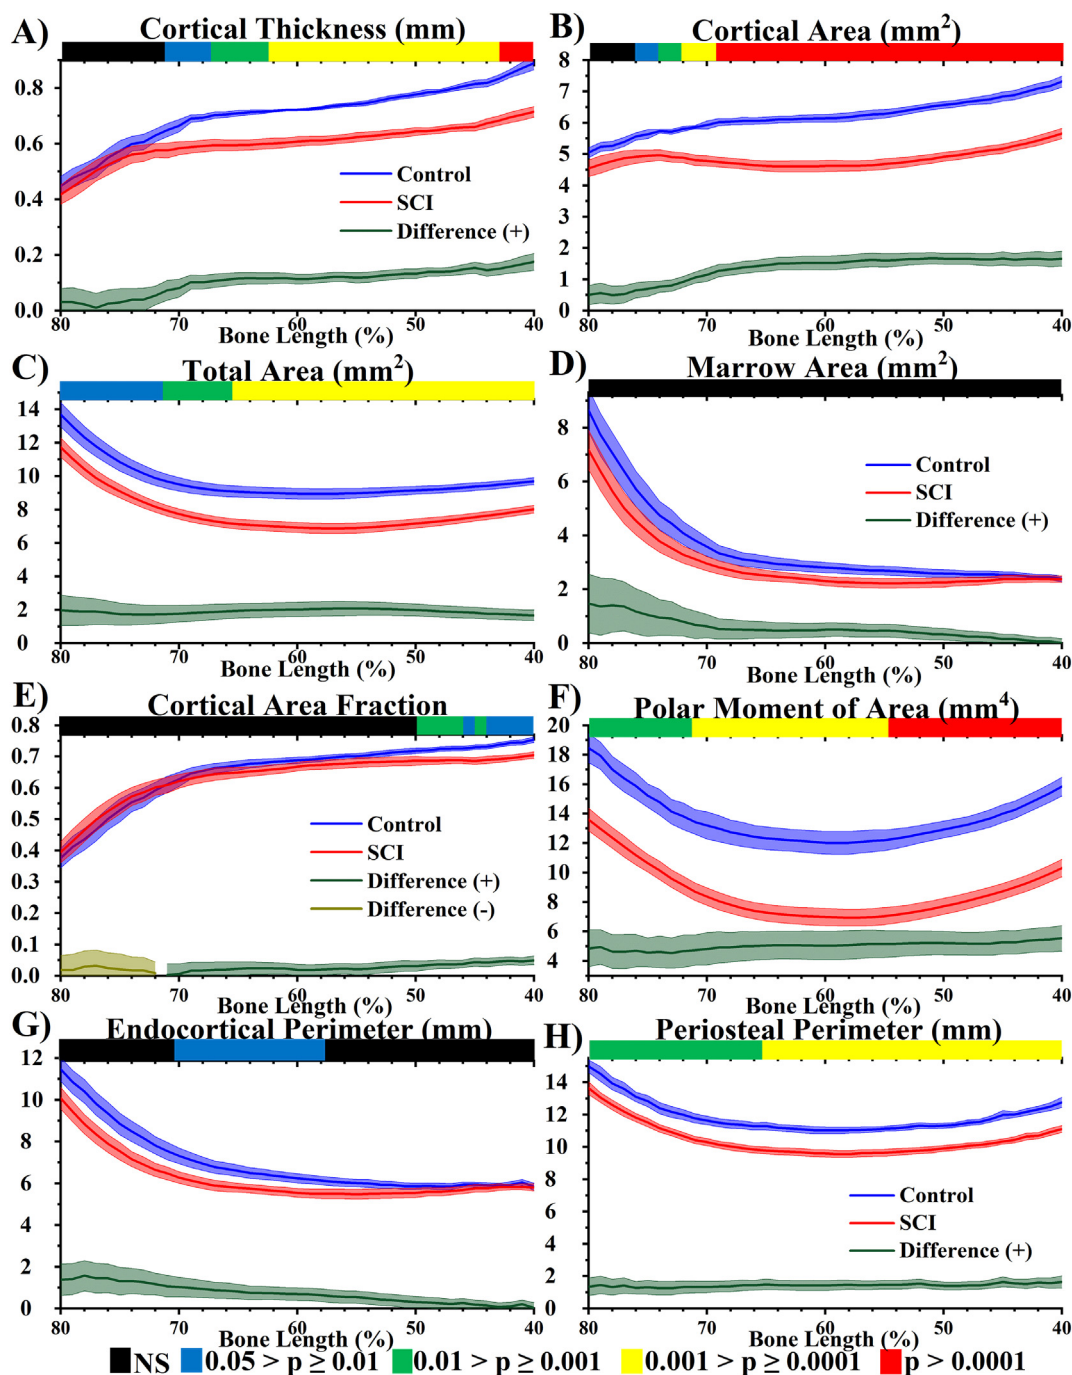 A) Cortical Thickness (mm)
0.8
0.6
0.4
0.2
0.0
Control
SCI
Difference (+)
80 70 60 50 40
Bone Length (%)
B) Cortical Area (mm²)
8
7
6
5
4
3
2
1
0
Control
SCI
Difference (+)
80 70 60 50 40
Bone Length (%)
C) Total Area (mm²)
14
12
10
8
6
4
2
0
80 70 60 50 40
Bone Length (%)
D) Marrow Area (mm²)
8
6
4
2
0
Control
SCI
Difference (+)
80 70 60 50 40
Bone Length (%)
E) Cortical Area Fraction
0.8
0.7
0.6
0.5
0.4
0.3
0.2
0.1
0.0
Control
SCI
Difference (+)
Difference (-)
80 70 60 50 40
Bone Length (%)
F) Polar Moment of Area (mm⁴)
20
18
16
14
12
10
8
6
4
80 70 60 50 40
Bone Length (%)
G) Endocortical Perimeter (mm)
12
10
8
6
4
2
0
80 70 60 50 40
Bone Length (%)
H) Periosteal Perimeter (mm)
14
12
10
8
6
4
2
0
Control
SCI
Difference (+)
80 70 60 50 40
Bone Length (%)
NS 0.05 > p ≥ 0.01 0.01 > p ≥ 0.001 0.001 > p ≥ 0.0001 p > 0.0001